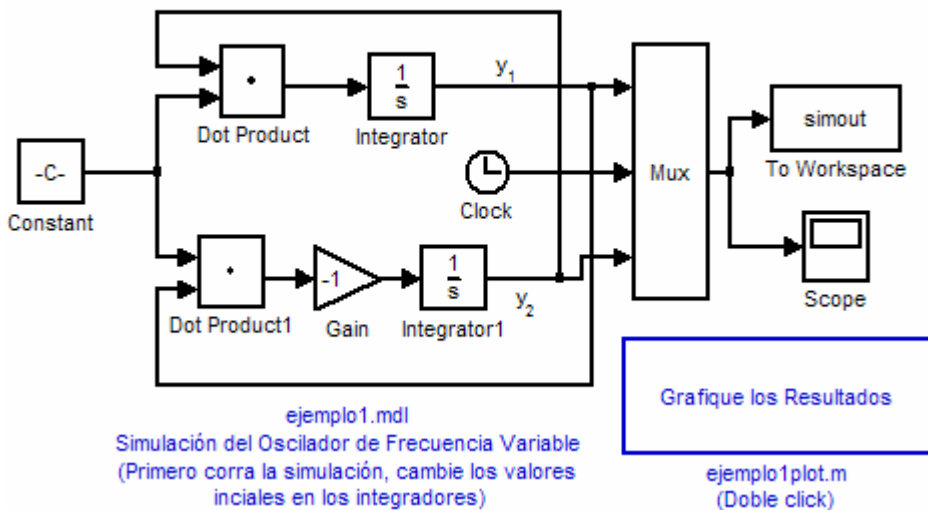 y1
1
s
Dot Product
Integrator
simout
To Workspace
-C-
Constant
Clock
Mux
Dot Product1
-1
Gain
1
s
Integrator1
y2
Scope
Grafique los Resultados
ejemplo1.mdl
Simulación del Oscilador de Frecuencia Variable
(Primero corra la simulación, cambie los valores
inciales en los integradores)
ejemplo1plot.m
(Doble click)